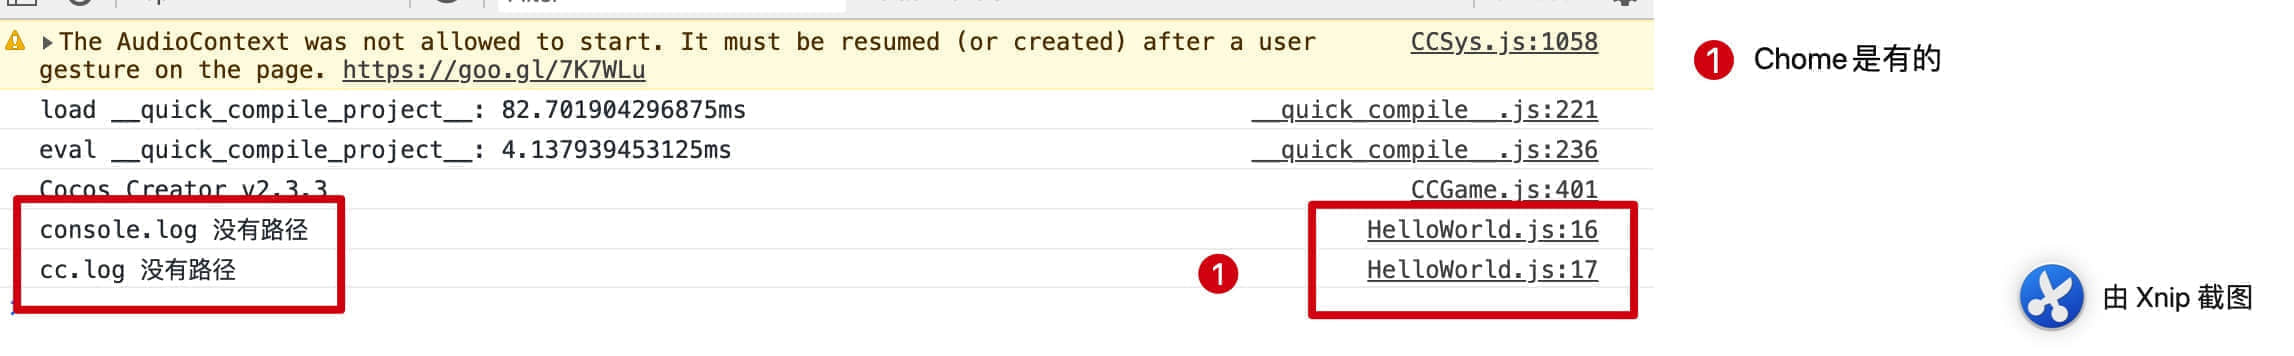 The AudioContext was not allowed to start. It must be resumed (or created) after a user CCSys.js:1058
gesture on the page. https://goo.gl/7K7WLu
load __quick_compile_project__: 82.701904296875ms __quick_compile__.js:221
eval __quick_compile_project__: 4.137939453125ms __quick_compile__.js:236
Cocos Creator v2.3.3 CCGame.js:401
console.log 没有路径 HelloWorld.js:16
cc.log 没有路径 HelloWorld.js:17
1
1 Chome是有的
由 Xnip 截图